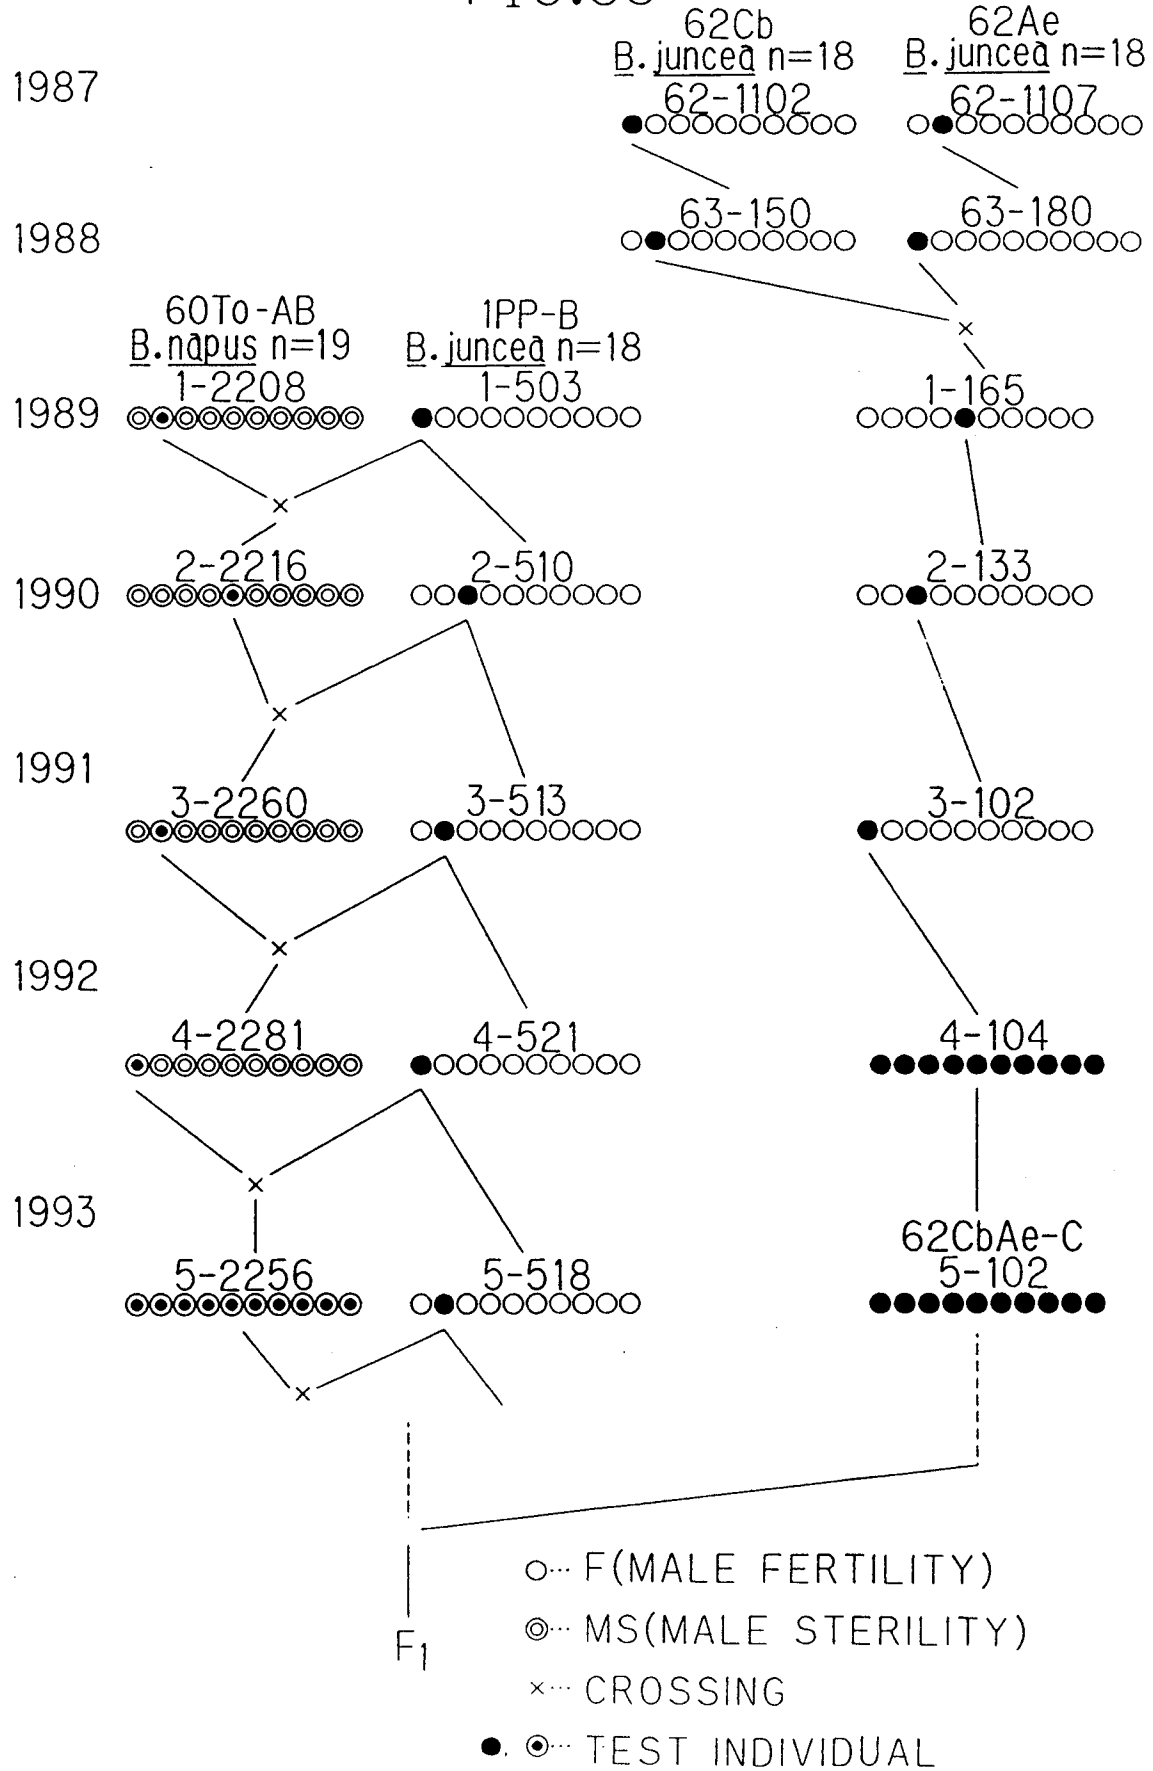 62Cb 62Ae
B. juncea n=18 B. juncea n=18
1987
62-1102 62-1107
63-150 63-180
1988
60To-AB 1PP-B
B. napus n=19 B. juncea n=18
1-2208 1-503 1-165
1989
2-2216 2-510 2-133
1990
1991
3-2260 3-513 3-102
1992
4-2281 4-521 4-104
1993
62CbAe-C
5-2256 5-518 5-102
○… F(MALE FERTILITY)
F1
◎… MS(MALE STERILITY)
×… CROSSING
●, ◉… TEST INDIVIDUAL